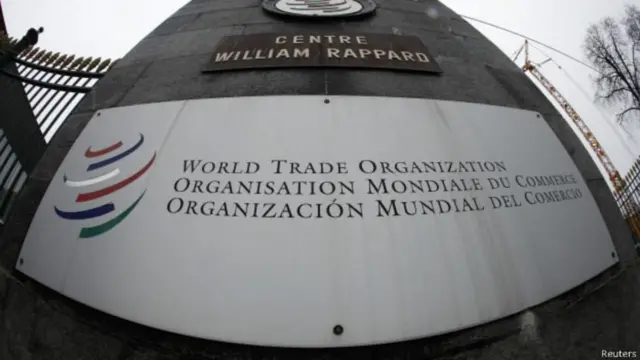 CENTRE
WILLIAM RAPPARD
WORLD TRADE ORGANIZATION
ORGANISATION MONDIALE DU COMMERCE
ORGANIZACIÓN MUNDIAL DEL COMERCIO
Reuters